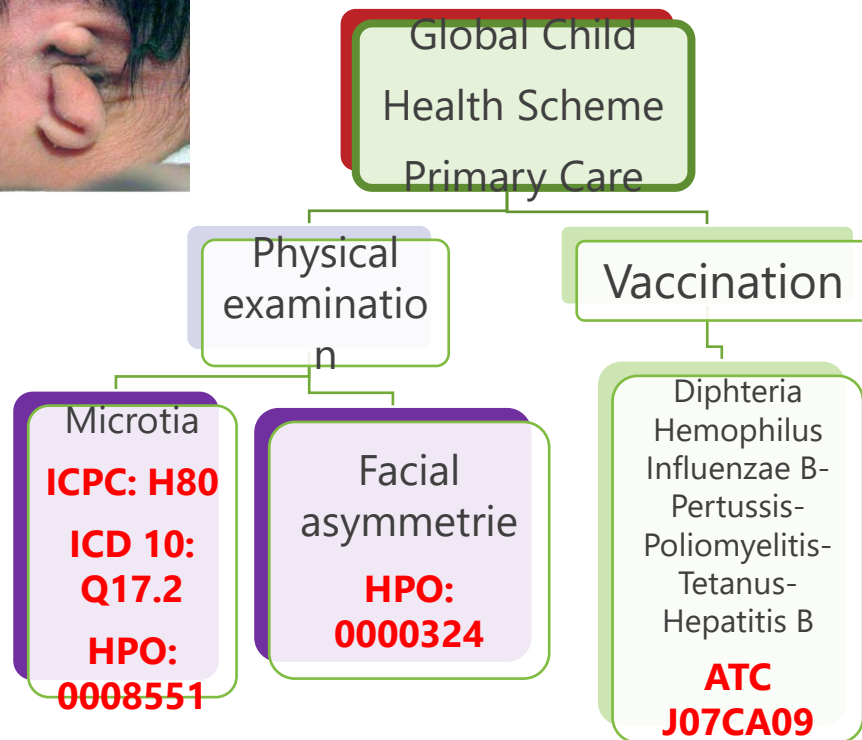 Global Child
Health Scheme
Primary Care
Physical
examinatio
n
Vaccination
Microtia
ICPC: H80
ICD 10:
Q17.2
HPO:
0008551
Facial
asymmetrie
HPO:
0000324
Diphteria
Hemophilus
Influenzae B-
Pertussis-
Poliomyelitis-
Tetanus-
Hepatitis B
ATC
J07CA09